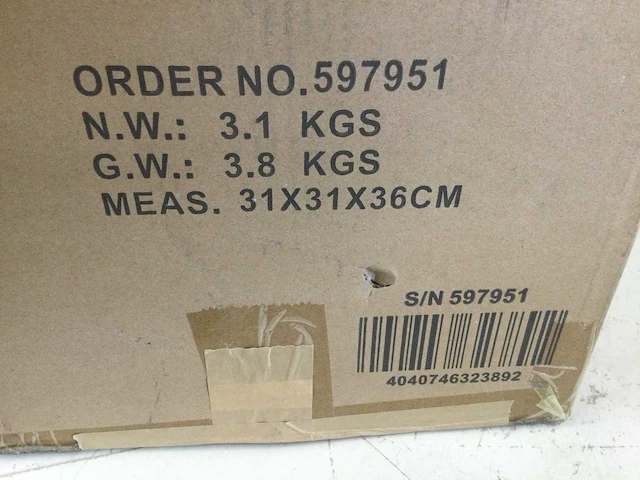 ORDER NO.597951
N.W.: 3.1 KGS
G.W.: 3.8 KGS
MEAS. 31X31X36CM
S/N 597951
4040746323892